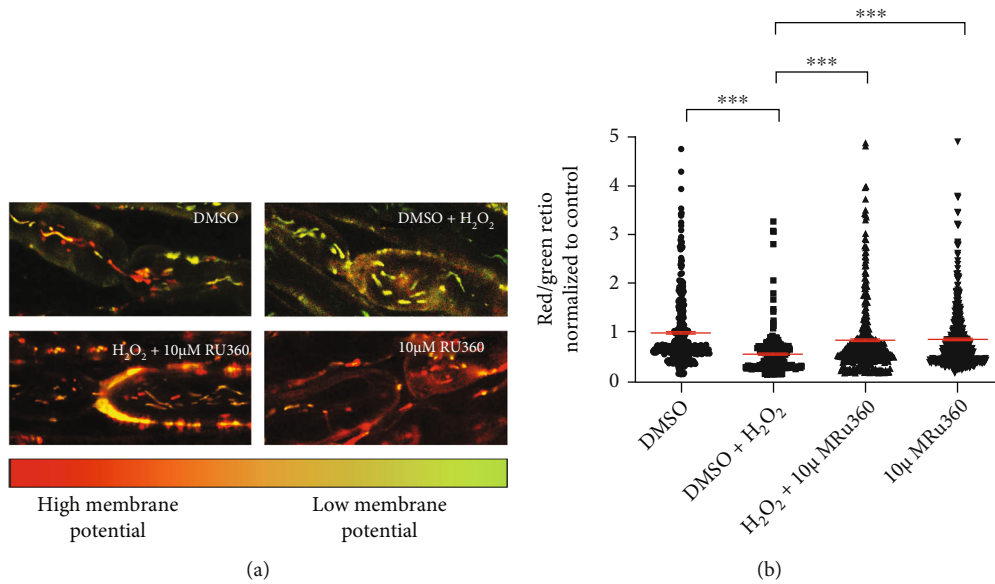 DMSO
DMSO + H₂O₂
H₂O₂ + 10μM RU360
10μM RU360
High membrane
potential
Low membrane
potential
(a)
***
***
***
Red/green retio
normalized to control
5
4
3
2
1
0
DMSO
DMSO + H₂O₂
H₂O₂ + 10μ MRu360
10μ MRu360
(b)